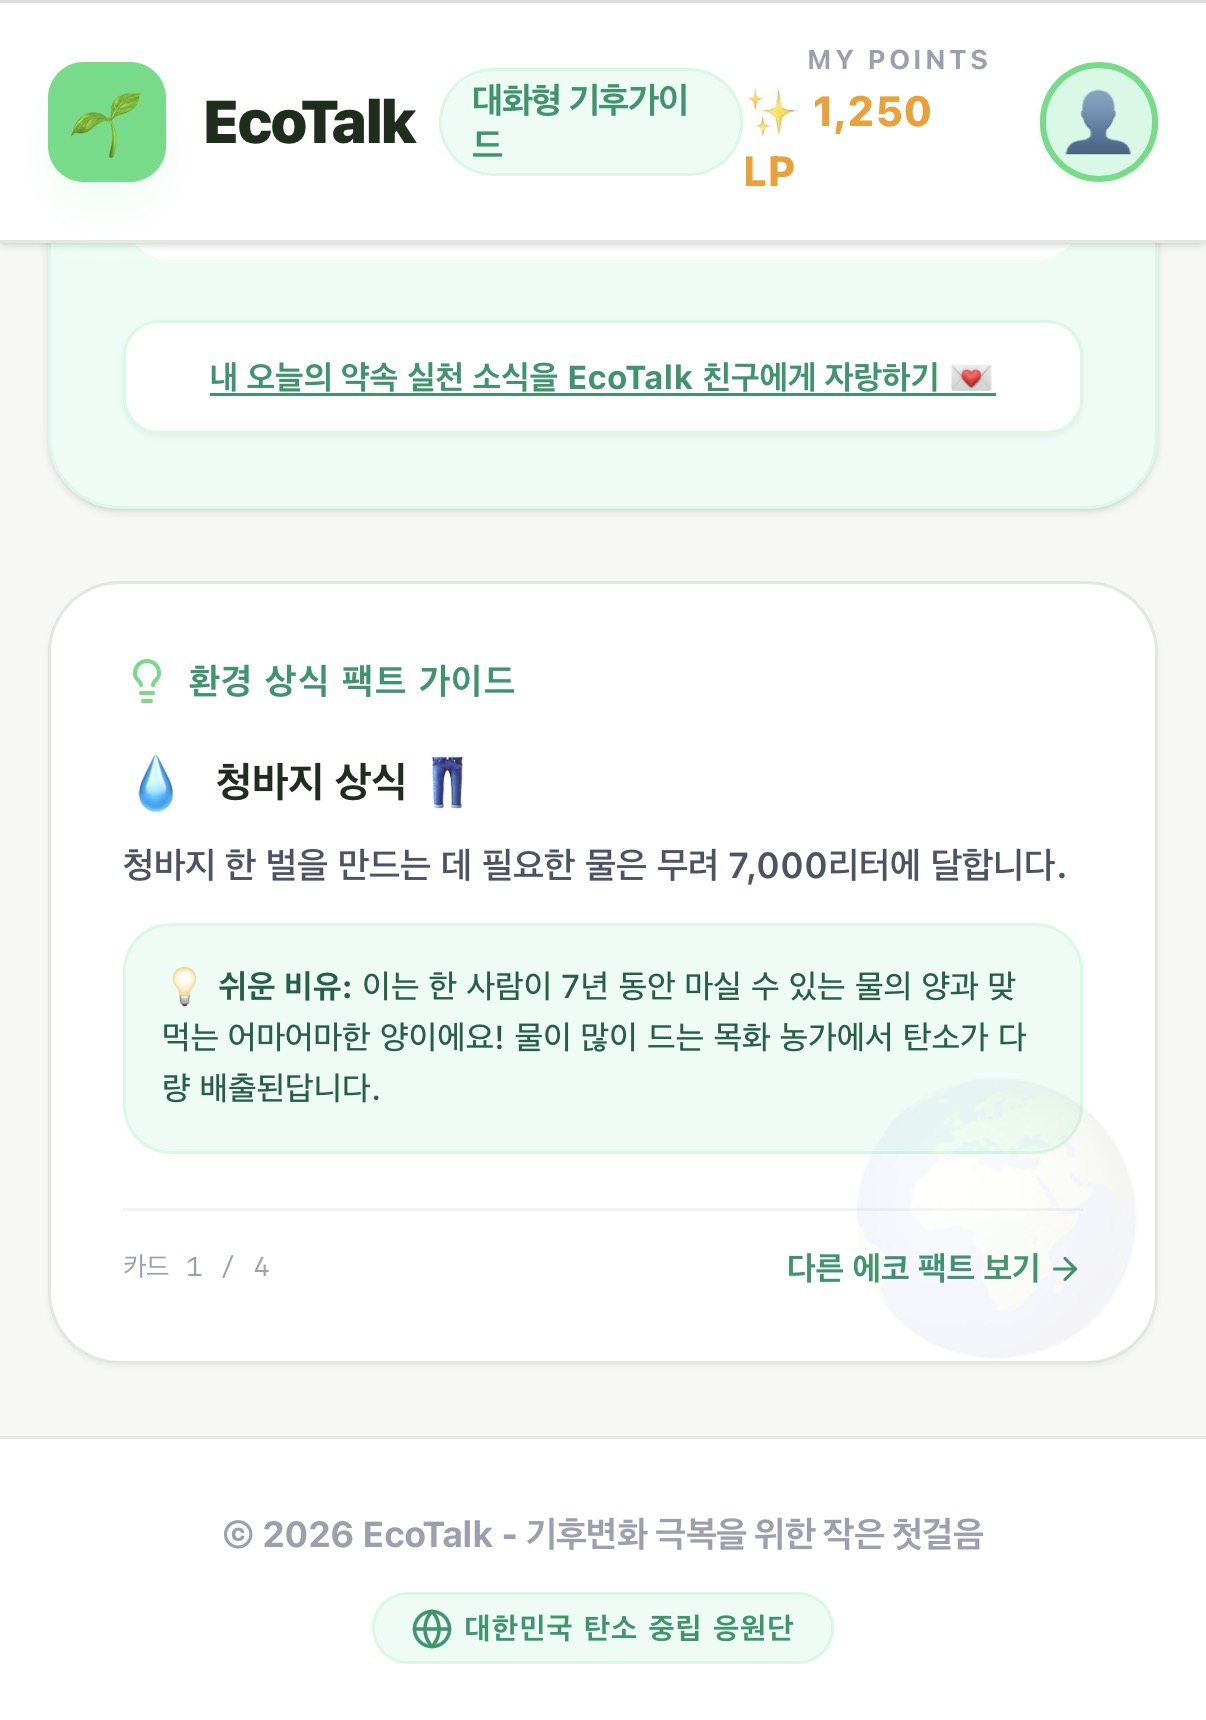 EcoTalk
대화형 기후가이
드
MY POINTS
✨ 1,250
LP
내 오늘의 약속 실천 소식을 EcoTalk 친구에게 자랑하기 💌
환경 상식 팩트 가이드
💧 청바지 상식 👖
청바지 한 벌을 만드는 데 필요한 물은 무려 7,000리터에 달합니다.
💡 쉬운 비유: 이는 한 사람이 7년 동안 마실 수 있는 물의 양과 맞
먹는 어마어마한 양이에요! 물이 많이 드는 목화 농가에서 탄소가 다
량 배출된답니다.
카드 1 / 4
다른 에코 팩트 보기 →
© 2026 EcoTalk - 기후변화 극복을 위한 작은 첫걸음
대한민국 탄소 중립 응원단